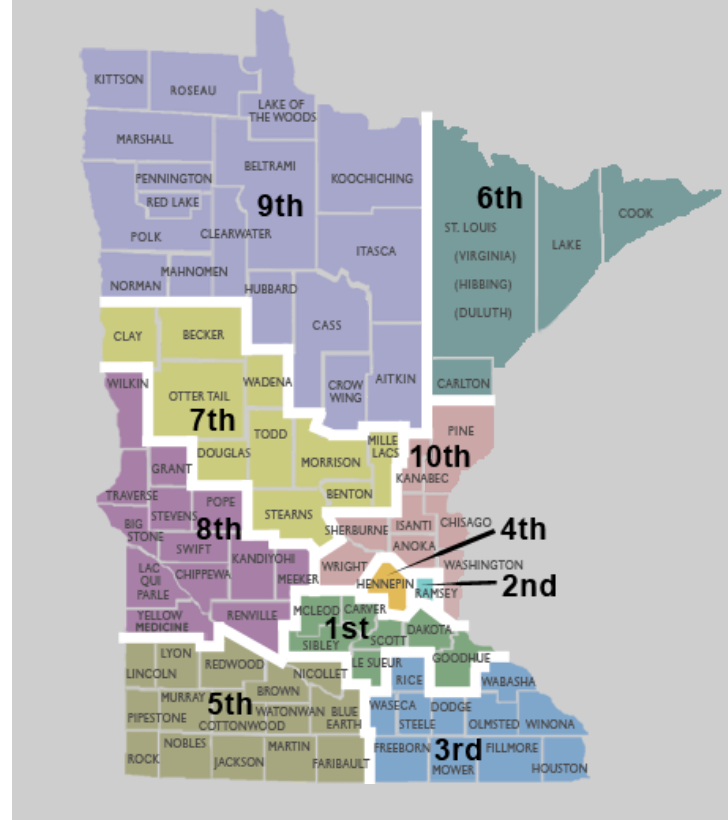 KITTSON
ROSEAU
LAKE OF
THE WOODS
MARSHALL
PENNINGTON
BELTRAMI
KOOCHICHING
RED LAKE
9th
6th
COOK
POLK
CLEARWATER
ST. LOUIS
(VIRGINIA)
(HIBBING)
(DULUTH)
LAKE
ITASCA
MAHNOMEN
NORMAN
HUBBARD
CASS
CLAY
BECKER
WILKIN
OTTER TAIL
WADENA
CROW
WING
AITKIN
CARLTON
7th
TODD
DOUGLAS
MORRISON
MILLE
LACS
10th
PINE
KANABEC
GRANT
BENTON
TRAVERSE
STEVENS
POPE
STEARNS
BIG
STONE
8th
SHERBURNE
ISANTI
CHISAGO
4th
SWIFT
KANDIYOHI
ANOKA
LAC
QUI
PARLE
CHIPPEWA
MEEKER
WRIGHT
HENNEPIN
WASHINGTON
RAMSEY
2nd
YELLOW
MEDICINE
RENVILLE
MCLEOD
CARVER
1st
SIBLEY
SCOTT
DAKOTA
LYON
LINCOLN
REDWOOD
NICOLLET
LE SUEUR
RICE
GOODHUE
WABASHA
MURRAY
BROWN
5th
PIPESTONE
COTTONWOOD
WATONWAN
BLUE
EARTH
WASECA
STEELE
DODGE
OLMSTED
WINONA
ROCK
NOBLES
JACKSON
MARTIN
FARIBAULT
FREEBORN
3rd
MOWER
FILLMORE
HOUSTON